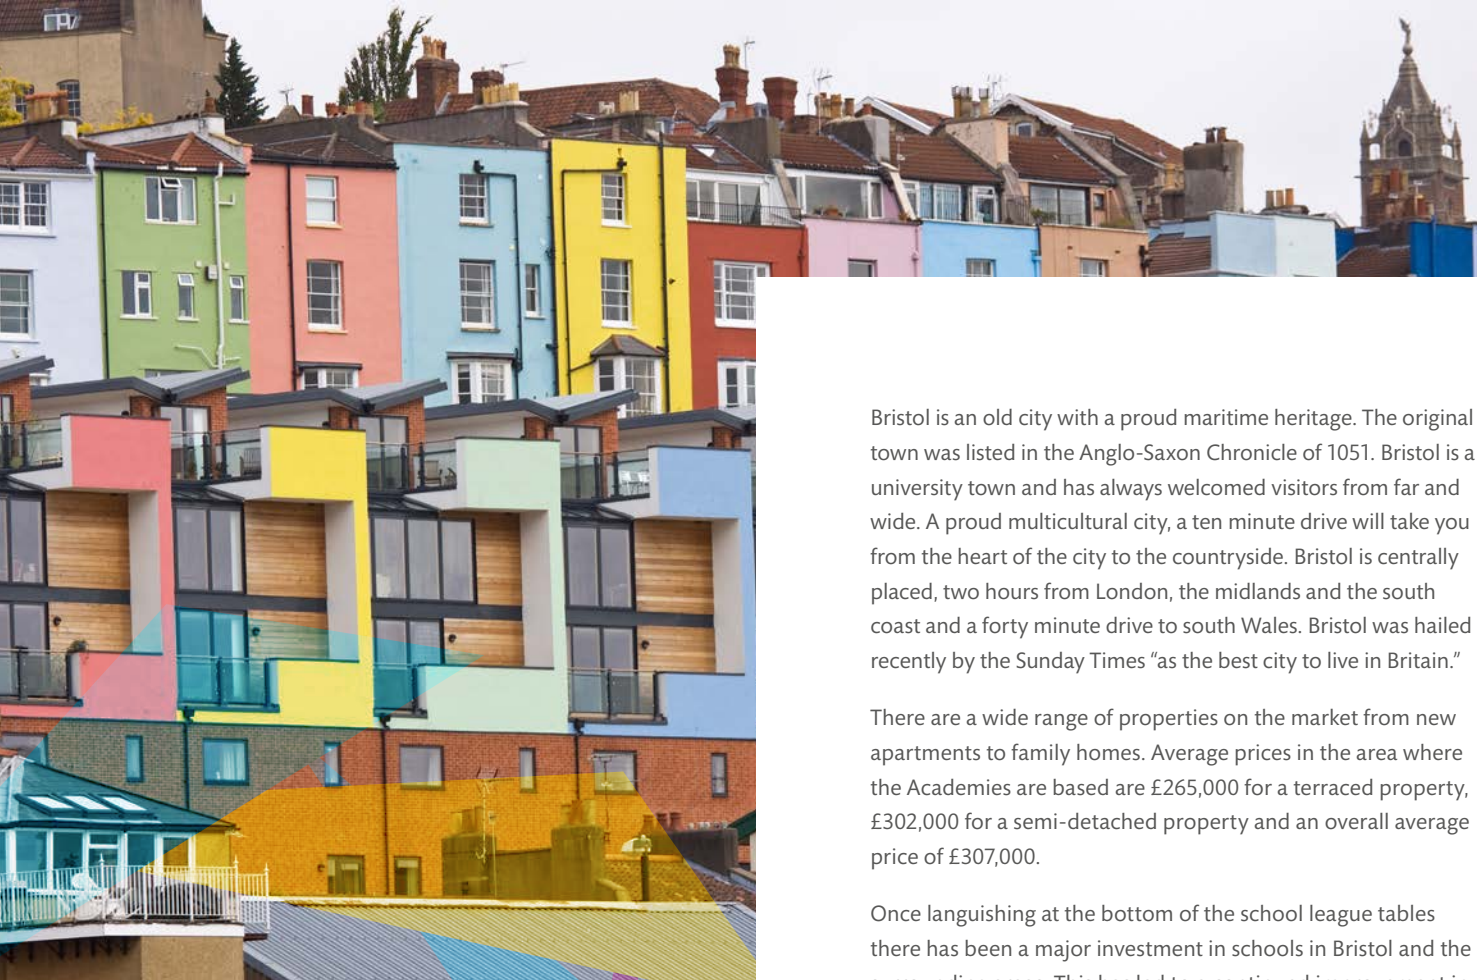 Bristol is an old city with a proud maritime heritage. The original
town was listed in the Anglo-Saxon Chronicle of 1051. Bristol is a
university town and has always welcomed visitors from far and
wide. A proud multicultural city, a ten minute drive will take you
from the heart of the city to the countryside. Bristol is centrally
placed, two hours from London, the midlands and the south
coast and a forty minute drive to south Wales. Bristol was hailed
recently by the Sunday Times “as the best city to live in Britain.”
There are a wide range of properties on the market from new
apartments to family homes. Average prices in the area where
the Academies are based are £265,000 for a terraced property,
£302,000 for a semi-detached property and an overall average
price of £307,000.
Once languishing at the bottom of the school league tables
there has been a major investment in schools in Bristol and the